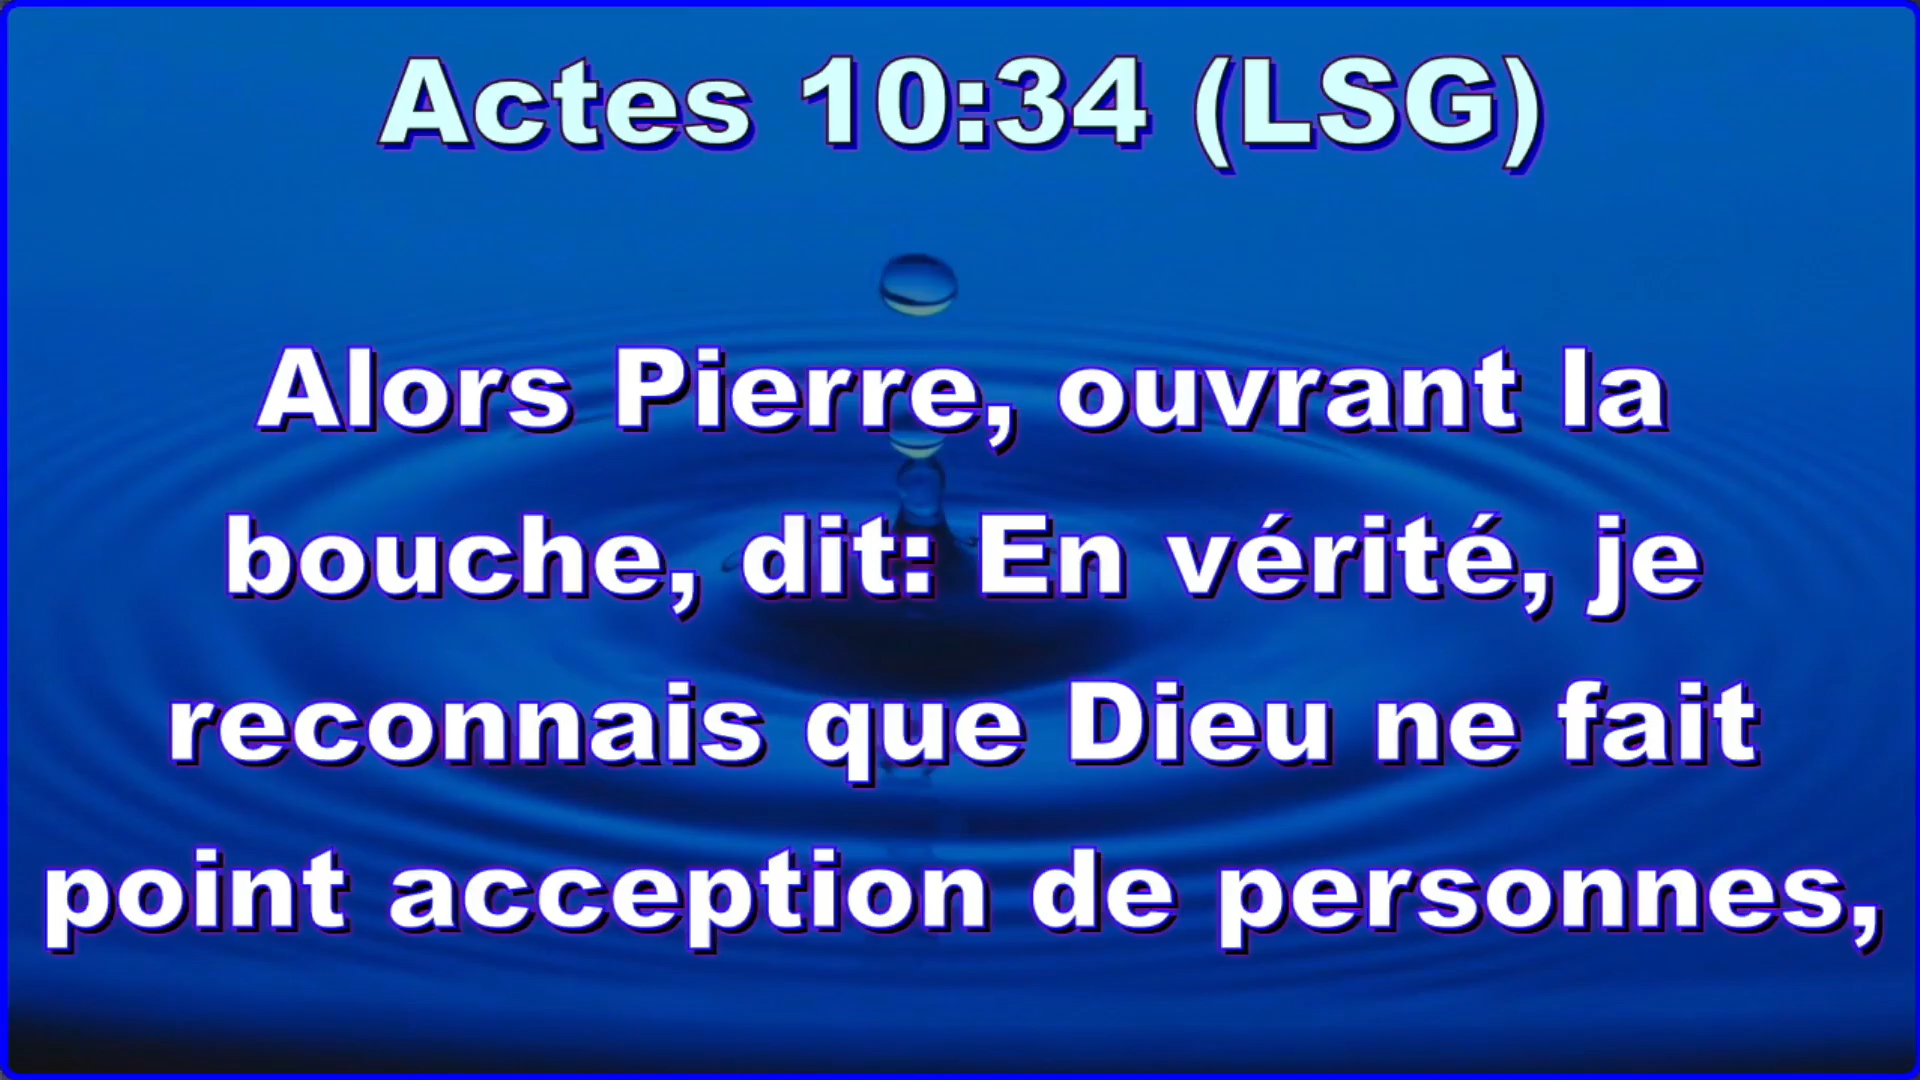 Actes 10:34 (LSG)
Alors Pierre, ouvrant la
bouche, dit: En vérité, je
reconnais que Dieu ne fait
point acception de personnes,